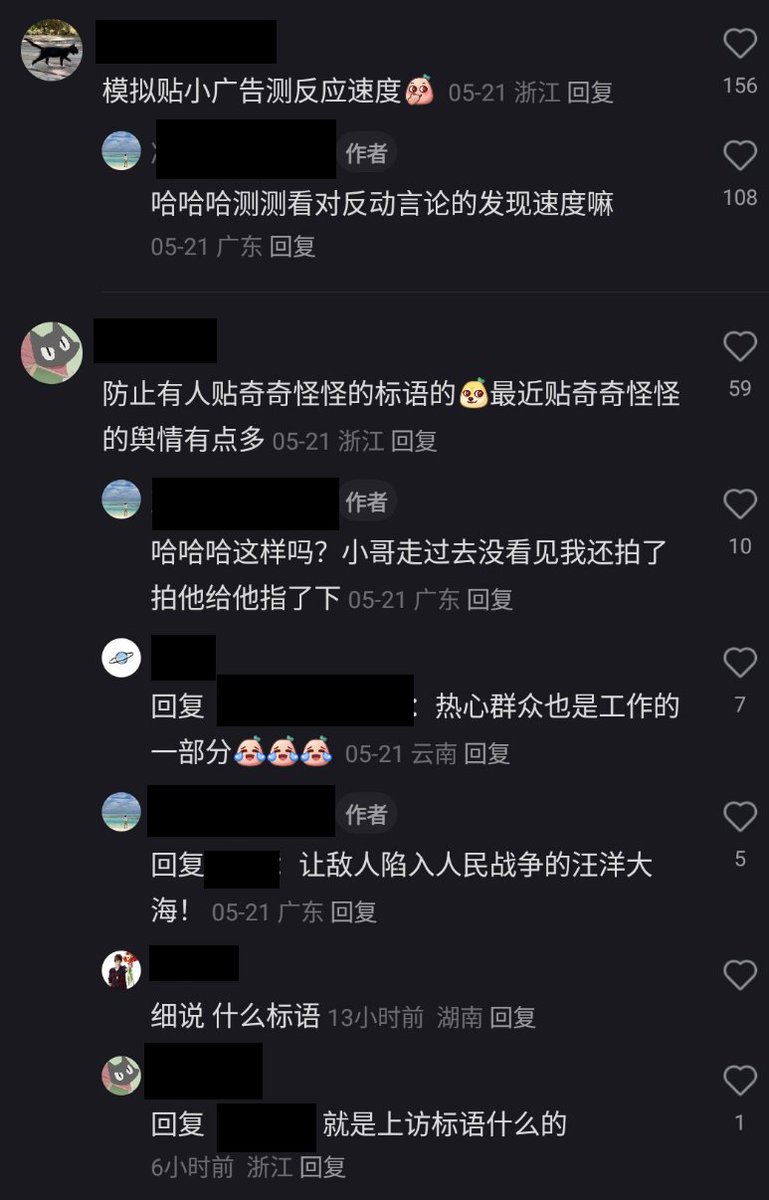 模拟贴小广告测反应速度 05-21 浙江 回复
156
作者
哈哈哈测测看对反动言论的发现速度嘛
108
05-21 广东 回复
防止有人贴奇奇怪怪的标语的最近贴奇奇怪怪
59
的舆情有点多 05-21 浙江 回复
作者
哈哈哈这样吗？小哥走过去没看见我还拍了
10
拍他给他指了下 05-21 广东 回复
回复 ：热心群众也是工作的
7
一部分 05-21 云南 回复
作者
回复 ：让敌人陷入人民战争的汪洋大
5
海！ 05-21 广东 回复
细说 什么标语 13小时前 湖南 回复
回复 就是上访标语什么的
1
6小时前 浙江 回复